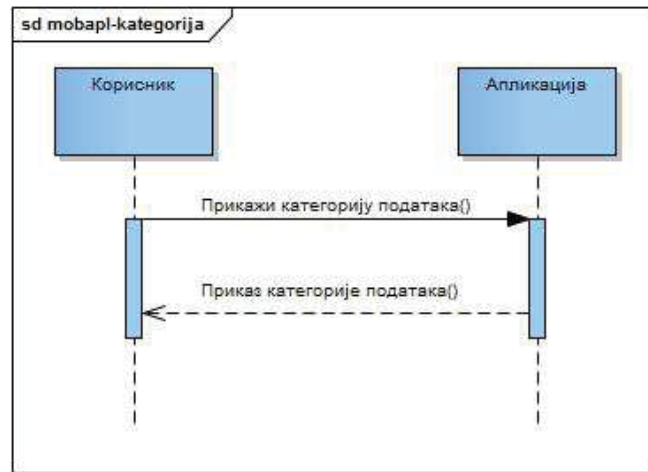 sd mobapl-kategorija
Корисник
Апликација
Прикажи категорију података()
Приказ категорије података()